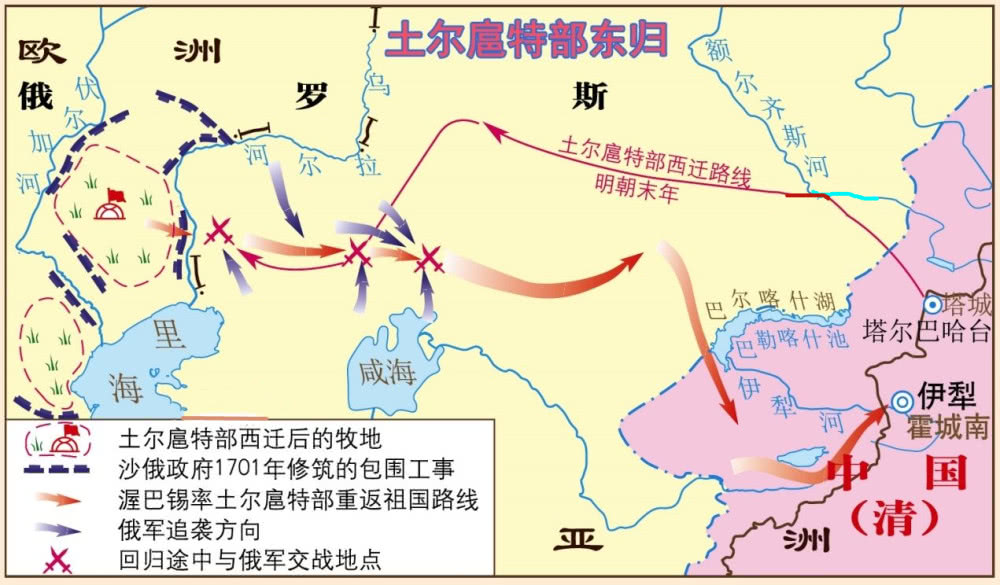 土尔扈特部东归
欧 洲
俄 罗 斯
伏尔加河
乌拉尔河
额尔齐斯河
土尔扈特部西迁路线
明朝末年
巴尔喀什湖
巴勒喀什池
塔城
塔尔巴哈台
伊犁河
伊犁
霍城南
里海
咸海
中 国
（清）
亚 洲
土尔扈特部西迁后的牧地
沙俄政府1701年修筑的包围工事
渥巴锡率土尔扈特部重返祖国路线
俄军追袭方向
回归途中与俄军交战地点